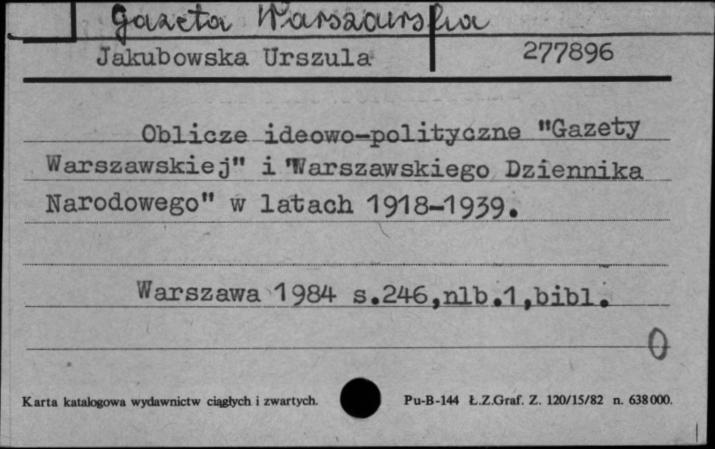 Gazeta Warszawska
Jakubowska Urszula 277896
Oblicze ideowo-polityczne "Gazety
Warszawskiej" i "Warszawskiego Dziennika
Narodowego" w latach 1918-1939.
Warszawa 1984 s.246,nlb.1,bibl.
0
Karta katalogowa wydawnictw ciągłych i zwartych. Pu-B-144 Ł.Z.Graf. Z. 120/15/82 n. 638000.